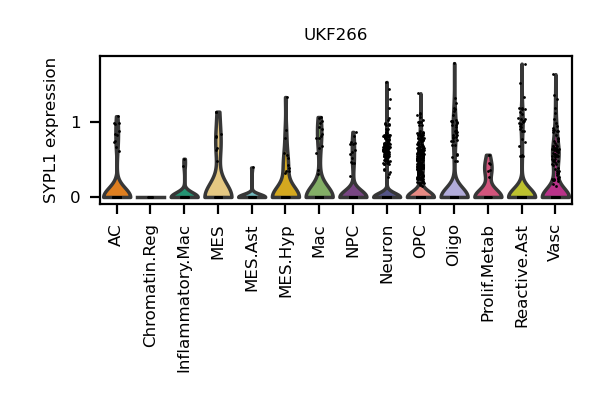 UKF266
SYPL1 expression
1
0
AC
Chromatin.Reg
Inflammatory.Mac
MES
MES.Ast
MES.Hyp
Mac
NPC
Neuron
OPC
Oligo
Prolif.Metab
Reactive.Ast
Vasc